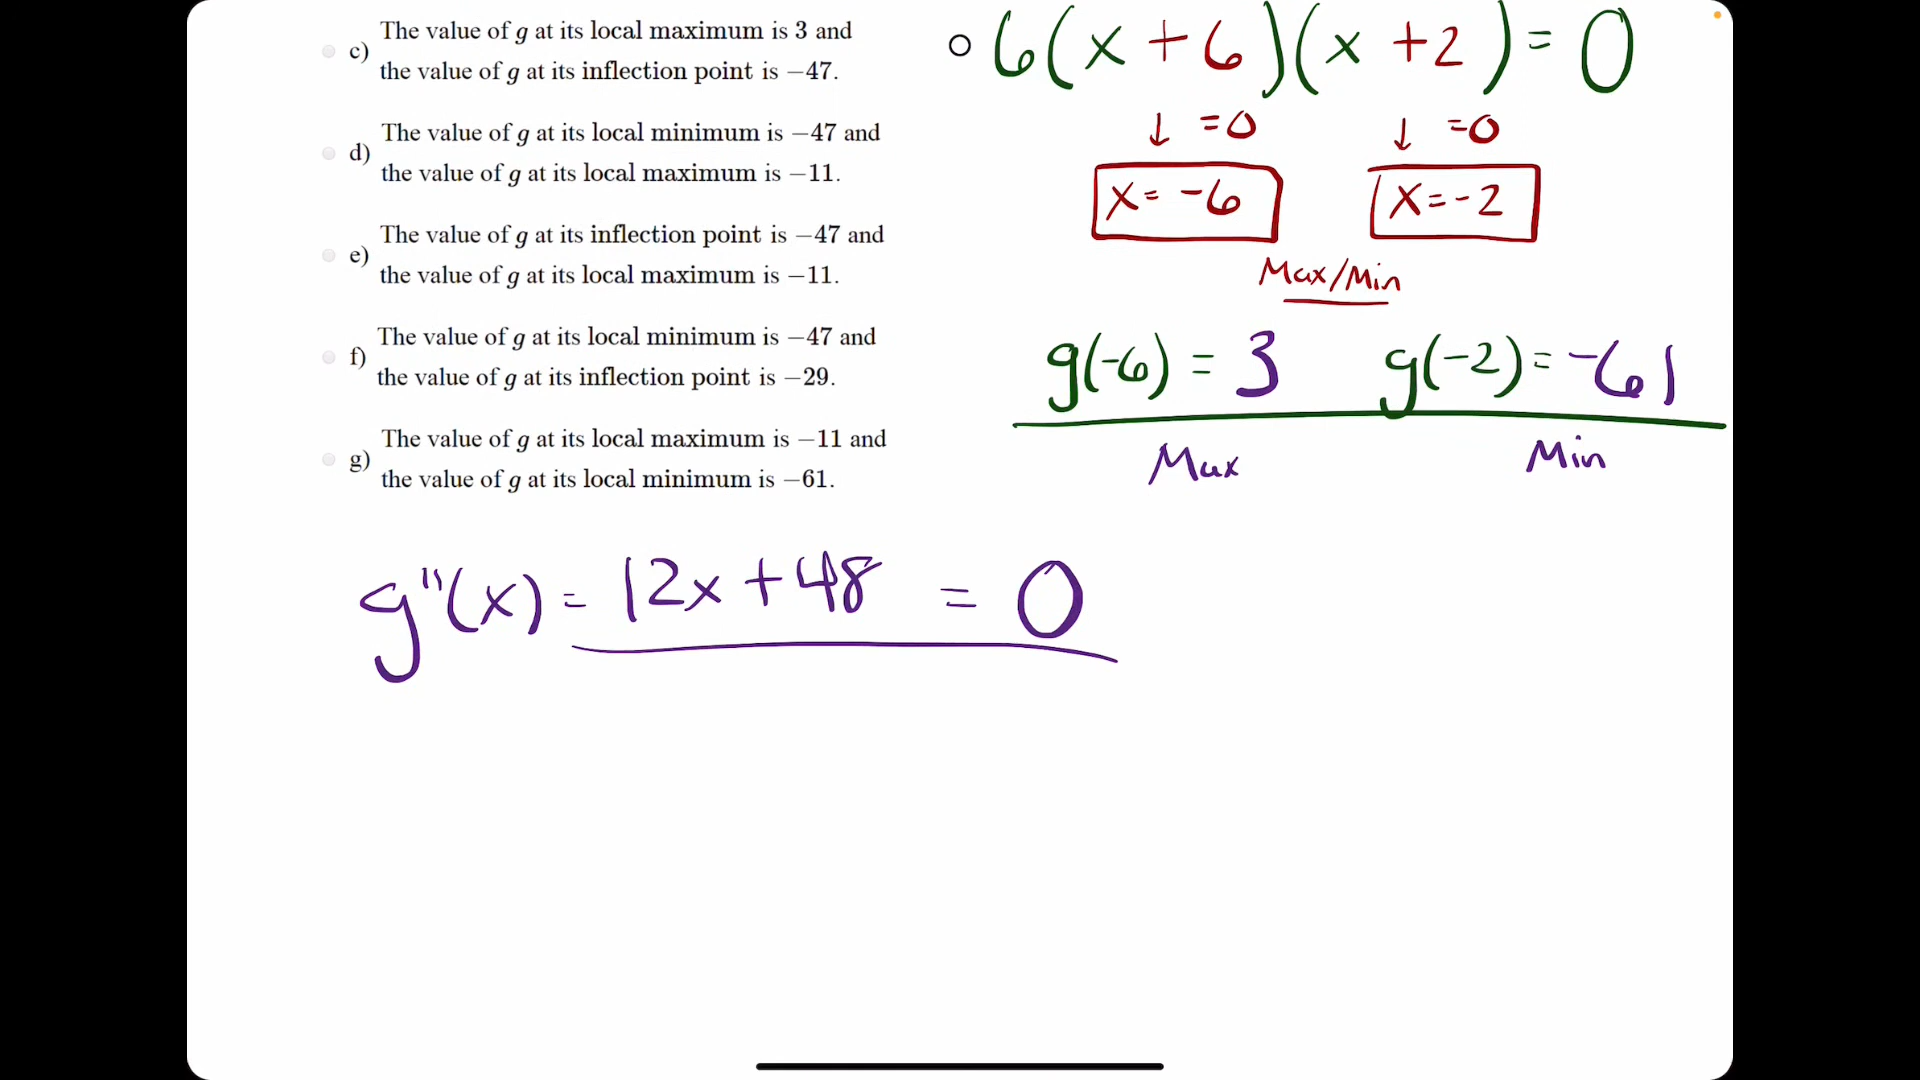 c) The value of g at its local maximum is 3 and
the value of g at its inflection point is −47.
d) The value of g at its local minimum is −47 and
the value of g at its local maximum is −11.
e) The value of g at its inflection point is −47 and
the value of g at its local maximum is −11.
f) The value of g at its local minimum is −47 and
the value of g at its inflection point is −29.
g) The value of g at its local maximum is −11 and
the value of g at its local minimum is −61.
6(x+6)(x+2)=0
↓ =0 ↓ =0
x=-6 x=-2
Max/Min
g(-6)=3 g(-2)=-61
Max Min
g''(x)=12x+48 = 0